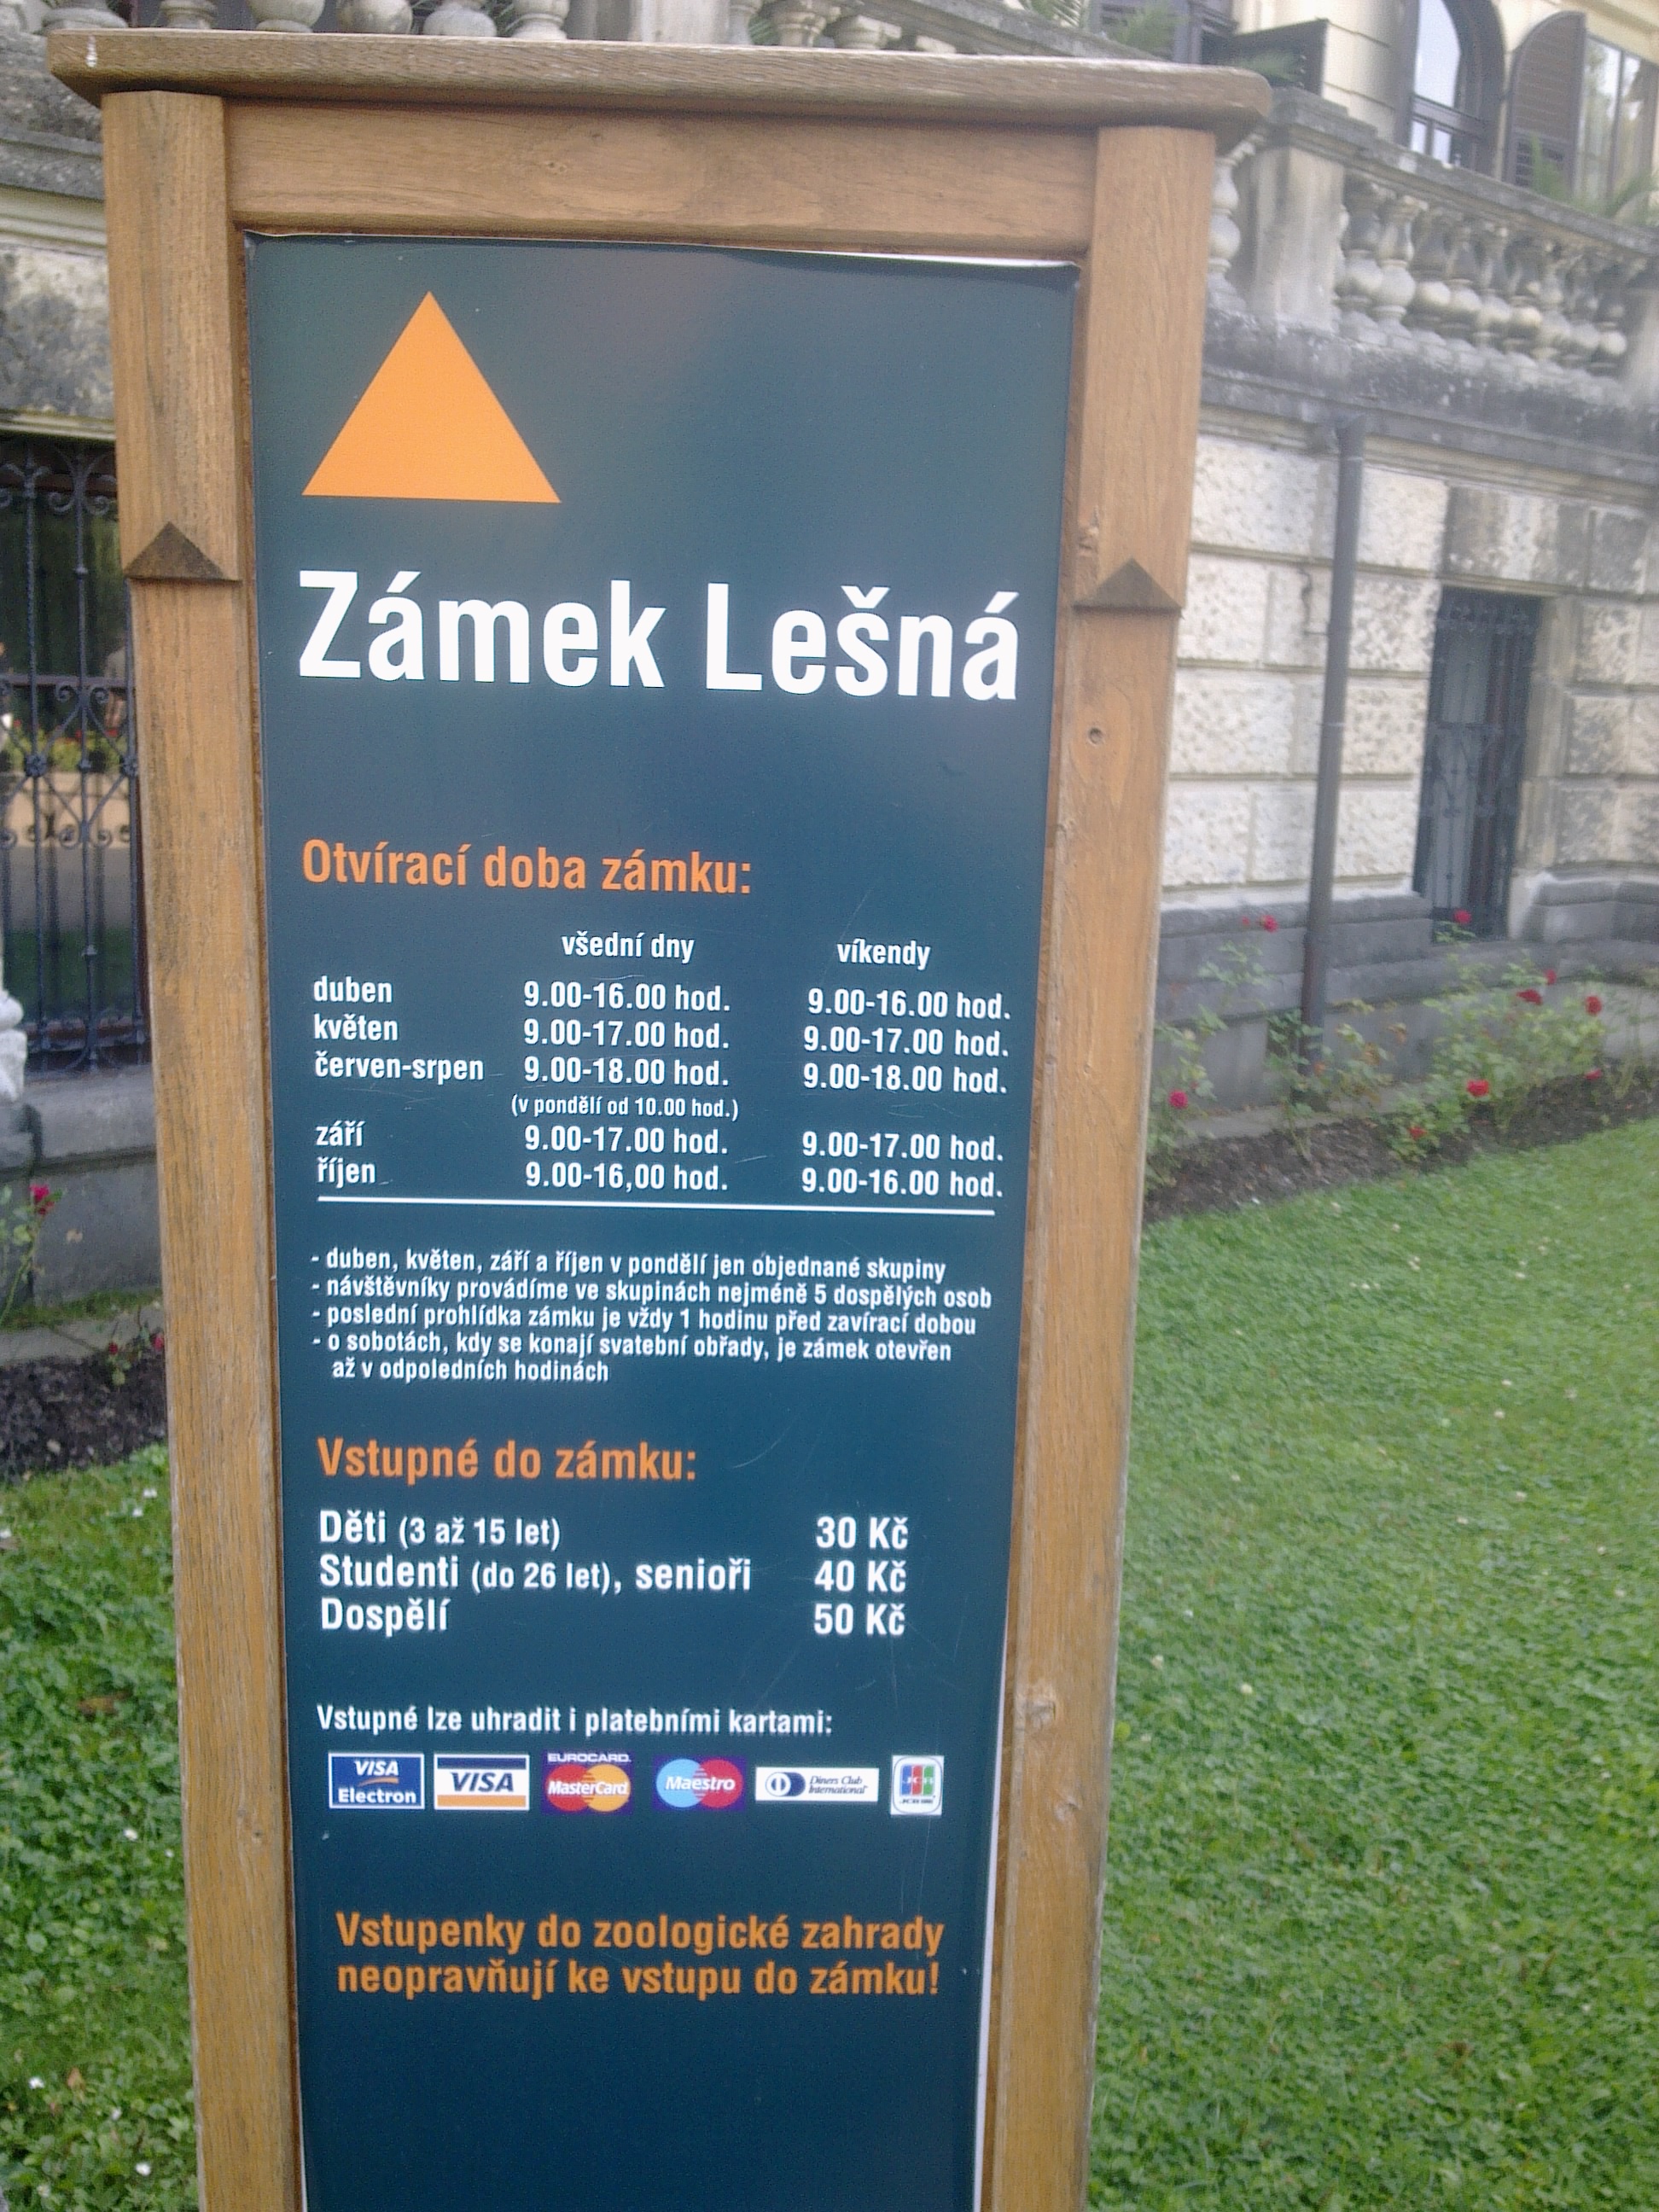 Zámek Lešná
Otvírací doba zámku:
všední dny víkendy
duben 9.00-16.00 hod. 9.00-16.00 hod.
květen 9.00-17.00 hod. 9.00-17.00 hod.
červen-srpen 9.00-18.00 hod. 9.00-18.00 hod.
(v pondělí od 10.00 hod.)
září 9.00-17.00 hod. 9.00-17.00 hod.
říjen 9.00-16,00 hod. 9.00-16.00 hod.
- duben, květen, září a říjen v pondělí jen objednané skupiny
- návštěvníky provádíme ve skupinách nejméně 5 dospělých osob
- poslední prohlídka zámku je vždy 1 hodinu před zavírací dobou
- o sobotách, kdy se konají svatební obřady, je zámek otevřen
až v odpoledních hodinách
Vstupné do zámku:
Děti (3 až 15 let) 30 Kč
Studenti (do 26 let), senioři 40 Kč
Dospělí 50 Kč
Vstupné lze uhradit i platebními kartami:
VISA Electron VISA EUROCARD MasterCard Maestro Diners Club International JCB
Vstupenky do zoologické zahrady
neopravňují ke vstupu do zámku!